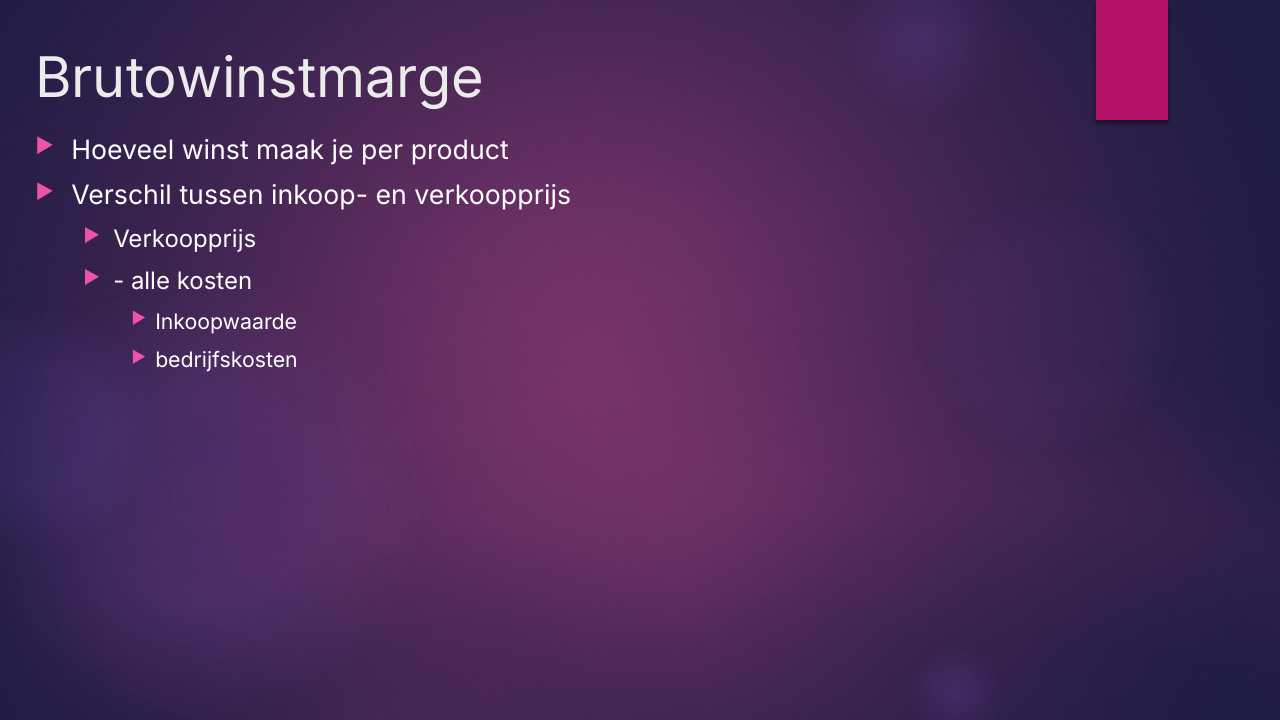 Brutowinstmarge
Hoeveel winst maak je per product
Verschil tussen inkoop- en verkoopprijs
Verkoopprijs
- alle kosten
Inkoopwaarde
bedrijfskosten